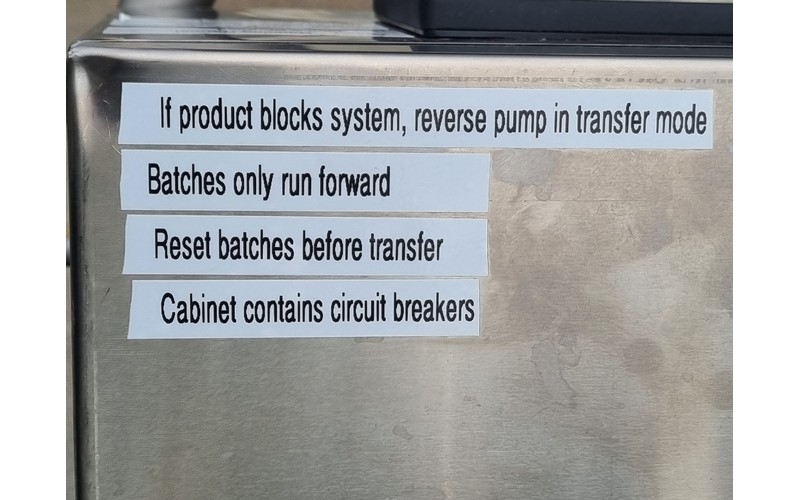 If product blocks system, reverse pump in transfer mode
Batches only run forward
Reset batches before transfer
Cabinet contains circuit breakers